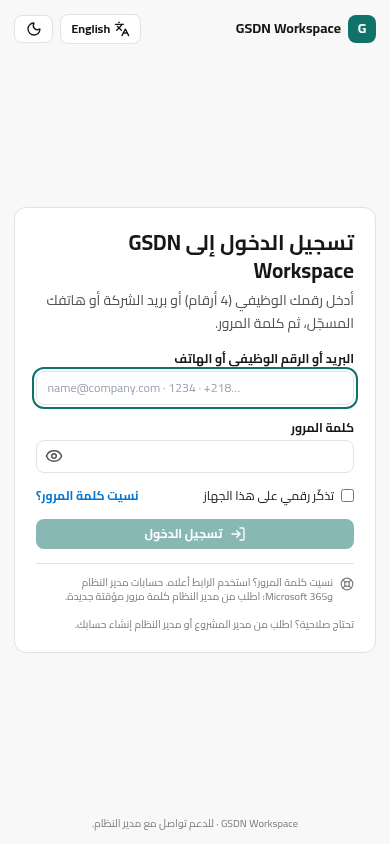 G
GSDN Workspace
English
تسجيل الدخول إلى GSDN
Workspace
أدخل رقمك الوظيفي (4 أرقام) أو بريد الشركة أو هاتفك
المسجّل، ثم كلمة المرور.
البريد أو الرقم الوظيفي أو الهاتف
name@company.com · 1234 · +218...
كلمة المرور
تذكّر رقمي على هذا الجهاز
نسيت كلمة المرور؟
تسجيل الدخول
نسيت كلمة المرور؟ استخدم الرابط أعلاه. حسابات مدير النظام
وMicrosoft 365: اطلب من مدير النظام كلمة مرور مؤقتة جديدة.
تحتاج صلاحية؟ اطلب من مدير المشروع أو مدير النظام إنشاء حسابك.
GSDN Workspace · للدعم تواصل مع مدير النظام.